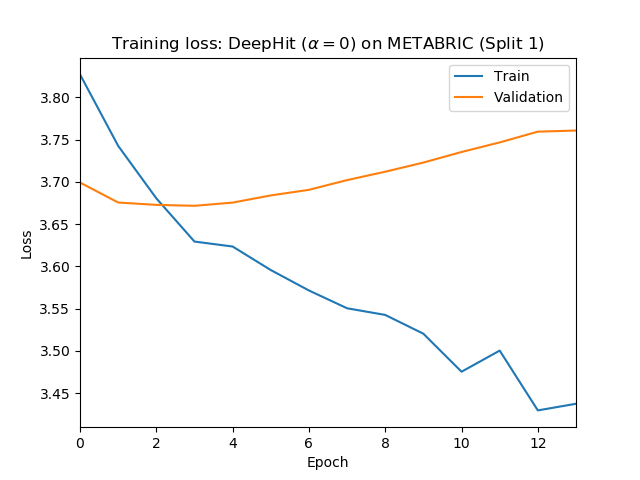 Training loss: DeepHit (α = 0) on METABRIC (Split 1)
Train
Validation
3.80
3.75
3.70
3.65
3.60
3.55
3.50
3.45
Loss
0 2 4 6 8 10 12
Epoch